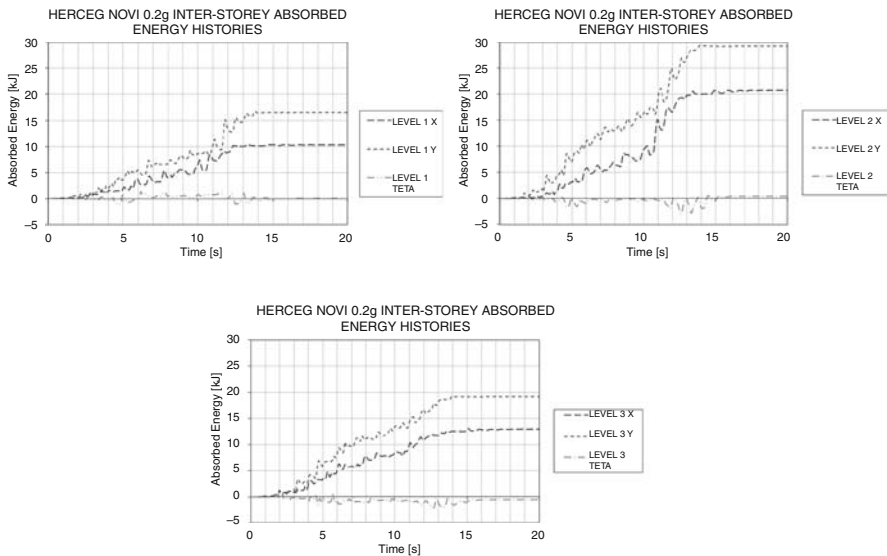 HERCEG NOVI 0.2g INTER-STOREY ABSORBED
ENERGY HISTORIES
30
25
20
15
10
5
0
–5
Absorbed Energy [kJ]
0
5
10
15
20
Time [s]
LEVEL 1 X
LEVEL 1 Y
LEVEL 1
TETA
HERCEG NOVI 0.2g INTER-STOREY ABSORBED
ENERGY HISTORIES
30
25
20
15
10
5
0
–5
Absorbed Energy [kJ]
0
5
10
15
20
Time [s]
LEVEL 2 X
LEVEL 2 Y
LEVEL 2
TETA
HERCEG NOVI 0.2g INTER-STOREY ABSORBED
ENERGY HISTORIES
30
25
20
15
10
5
0
–5
Absorbed Energy [kJ]
0
5
10
15
20
Time [s]
LEVEL 3 X
LEVEL 3 Y
LEVEL 3
TETA